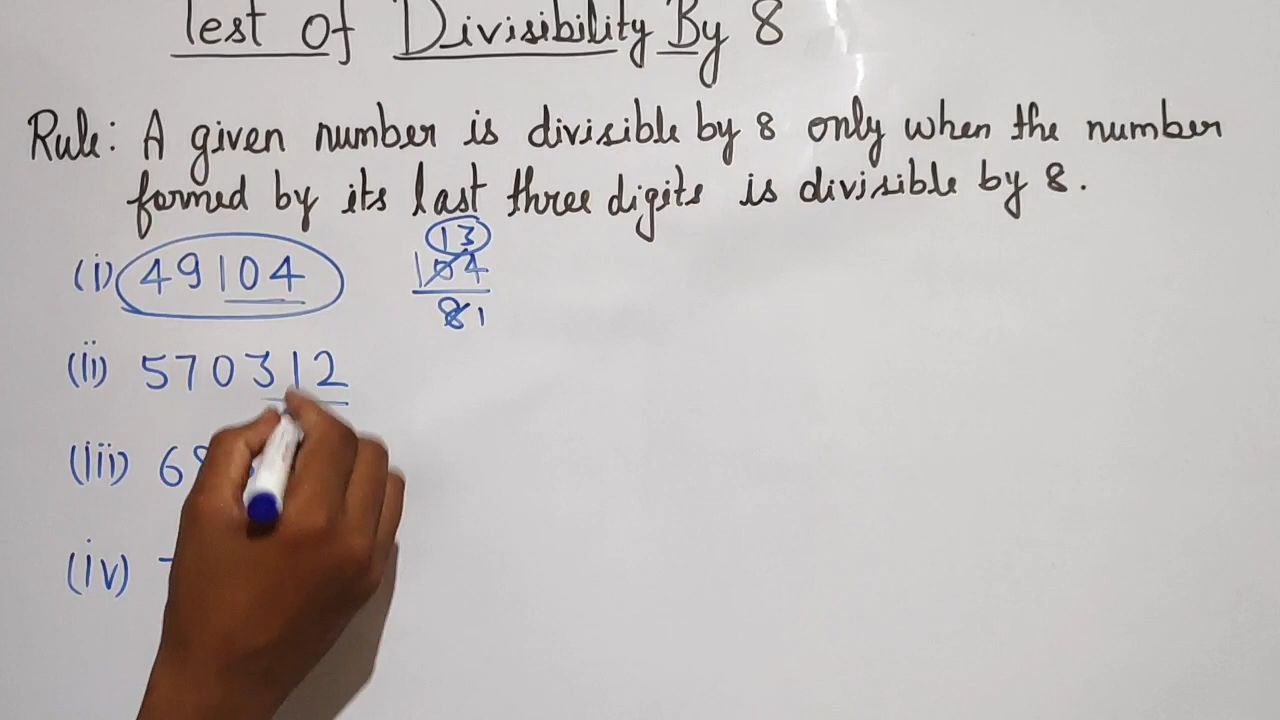 Test Of Divisibility By 8
Rule: A given number is divisible by 8 only when the number
formed by its last three digits is divisible by 8.
(i) 49104
13
104
81
(ii) 570312
(iii) 6
(iv)